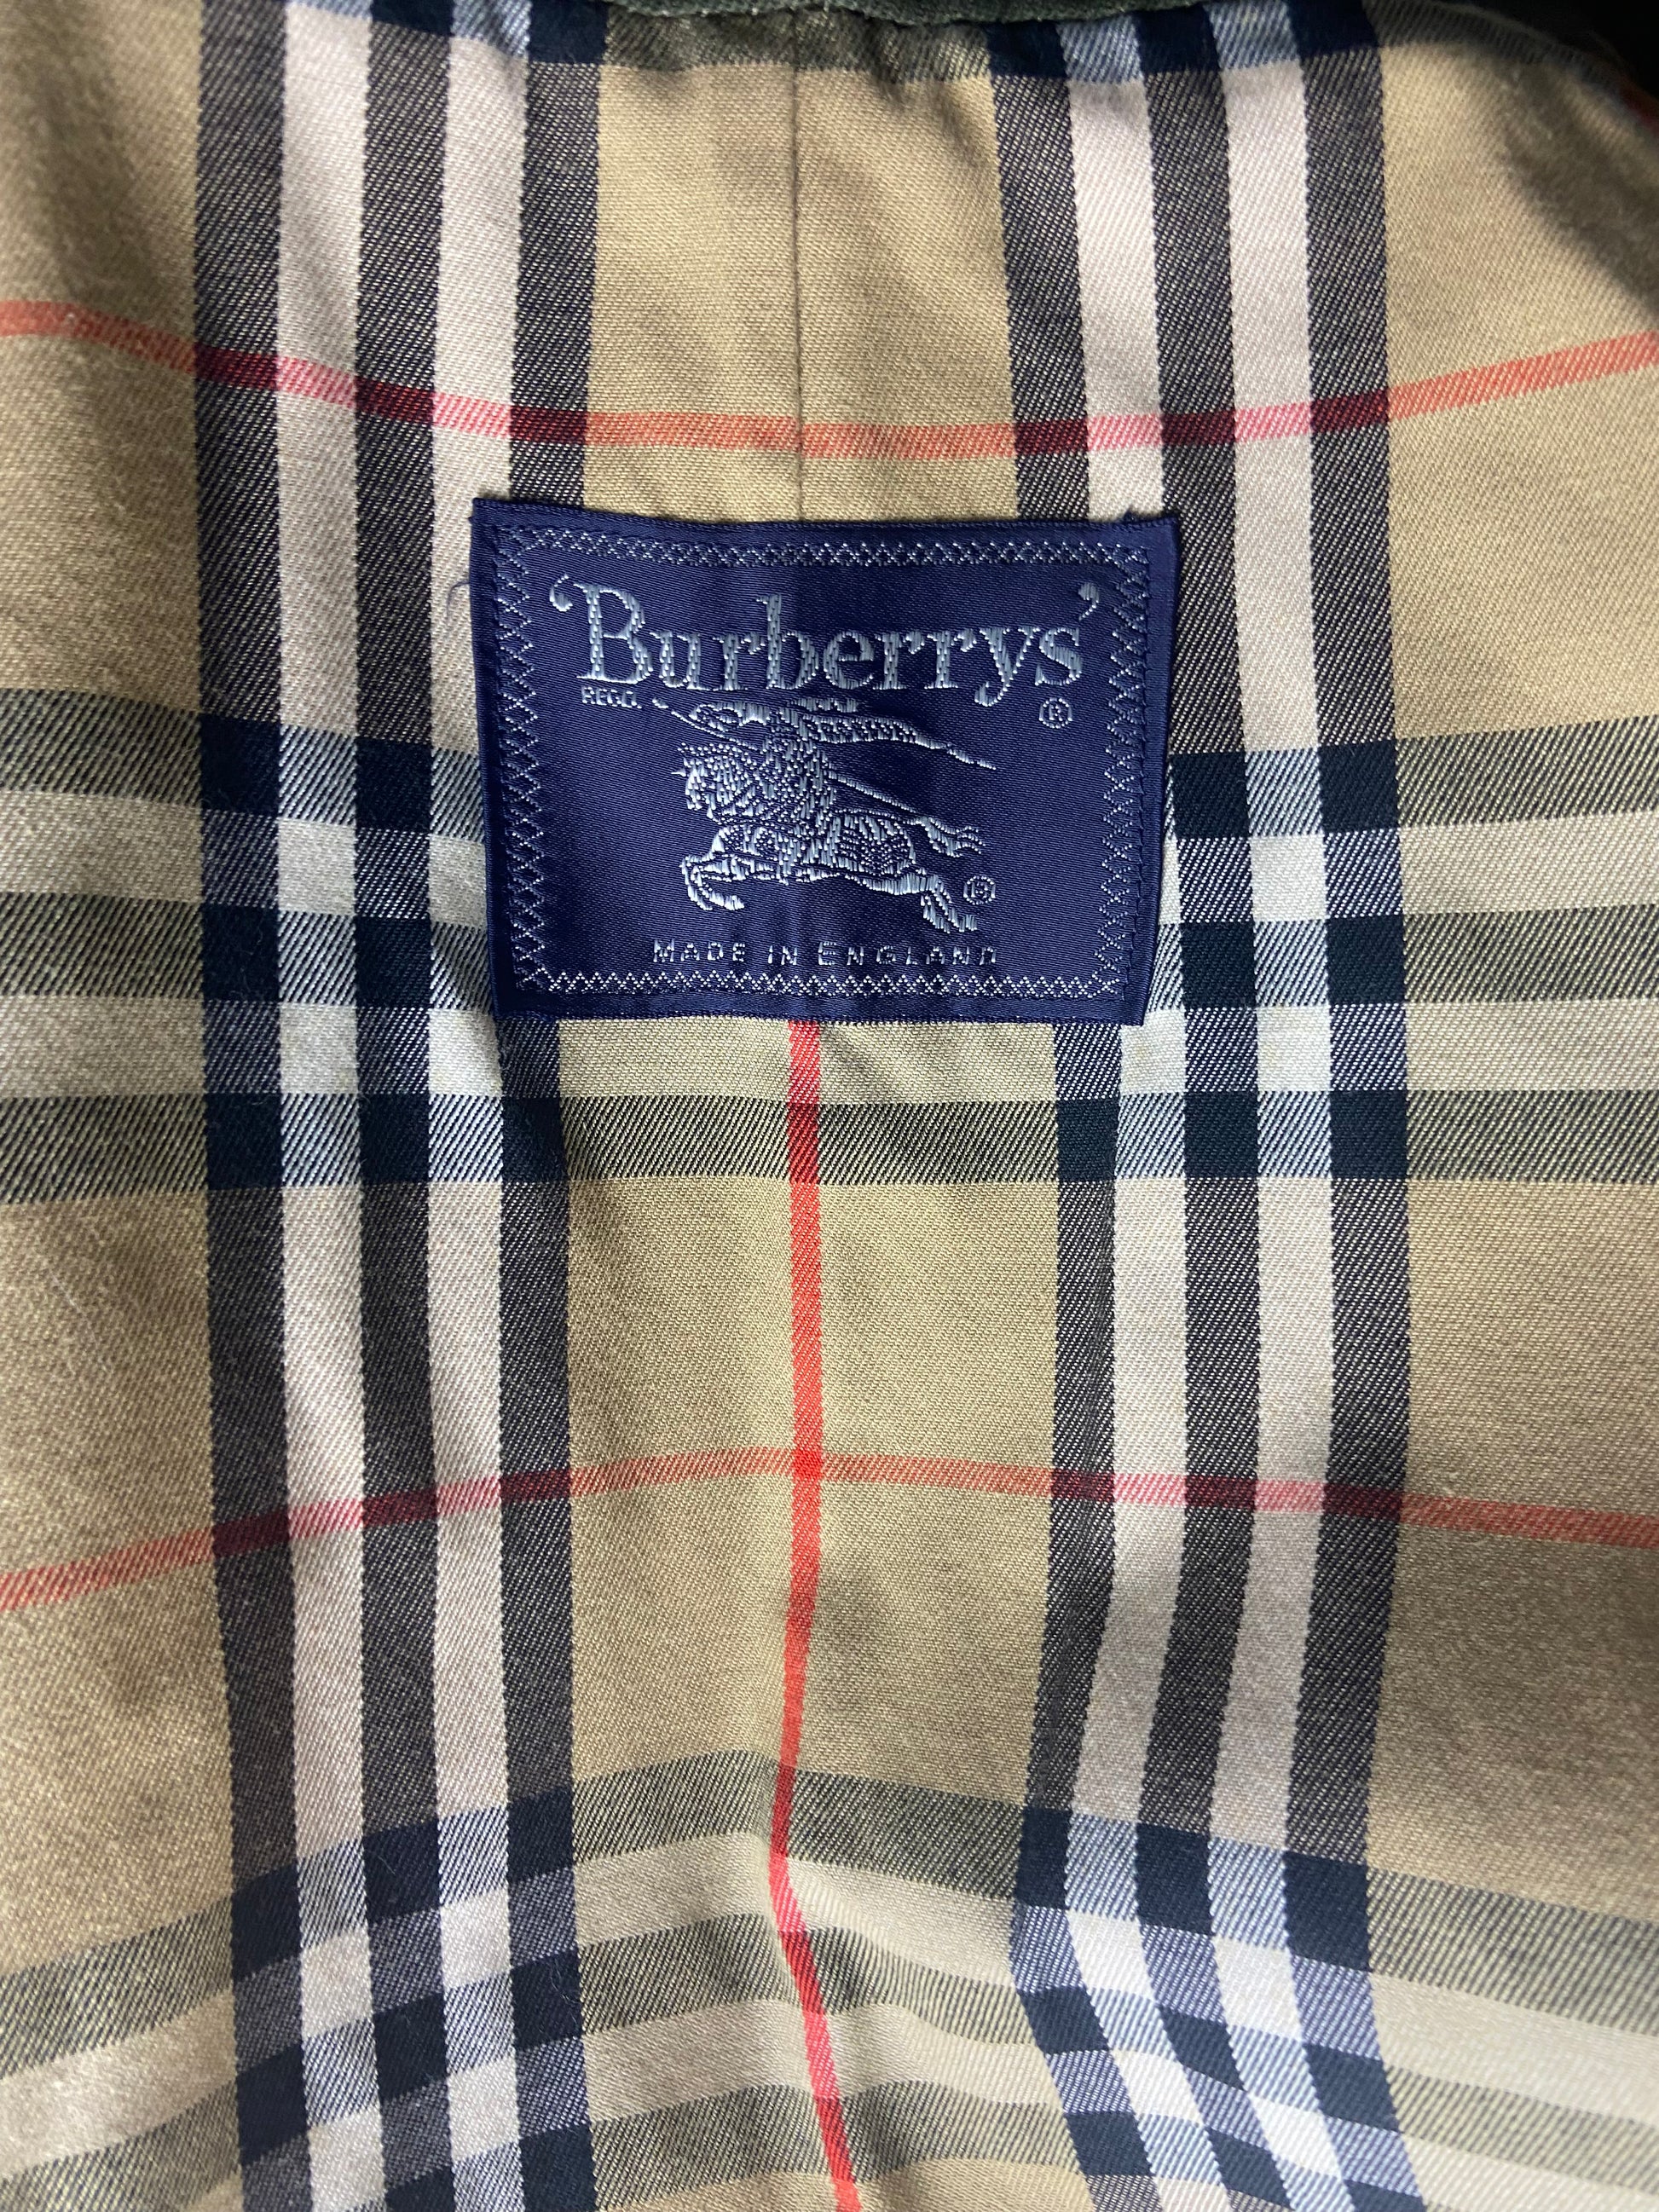 ‘Burberrys’
REGD. ®
®
MADE IN ENGLAND